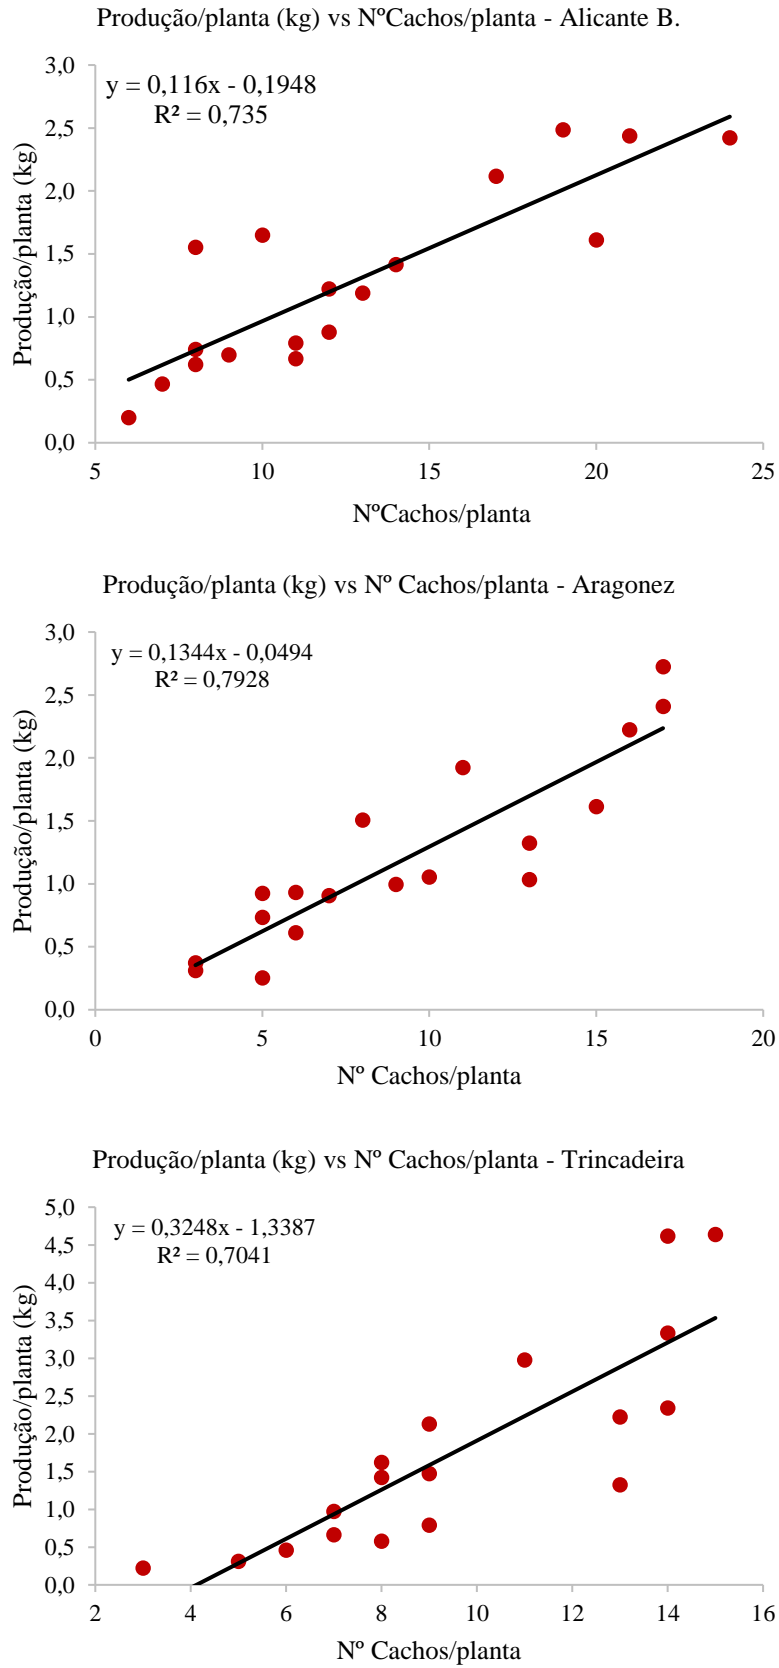 Produção/planta (kg) vs NºCachos/planta - Alicante B.
y = 0,116x - 0,1948
R² = 0,735
Produção/planta (kg)
3,0
2,5
2,0
1,5
1,0
0,5
0,0
5 10 15 20 25
NºCachos/planta
Produção/planta (kg) vs Nº Cachos/planta - Aragonez
y = 0,1344x - 0,0494
R² = 0,7928
Produção/planta (kg)
3,0
2,5
2,0
1,5
1,0
0,5
0,0
0 5 10 15 20
Nº Cachos/planta
Produção/planta (kg) vs Nº Cachos/planta - Trincadeira
y = 0,3248x - 1,3387
R² = 0,7041
Produção/planta (kg)
5,0
4,5
4,0
3,5
3,0
2,5
2,0
1,5
1,0
0,5
0,0
2 4 6 8 10 12 14 16
Nº Cachos/planta